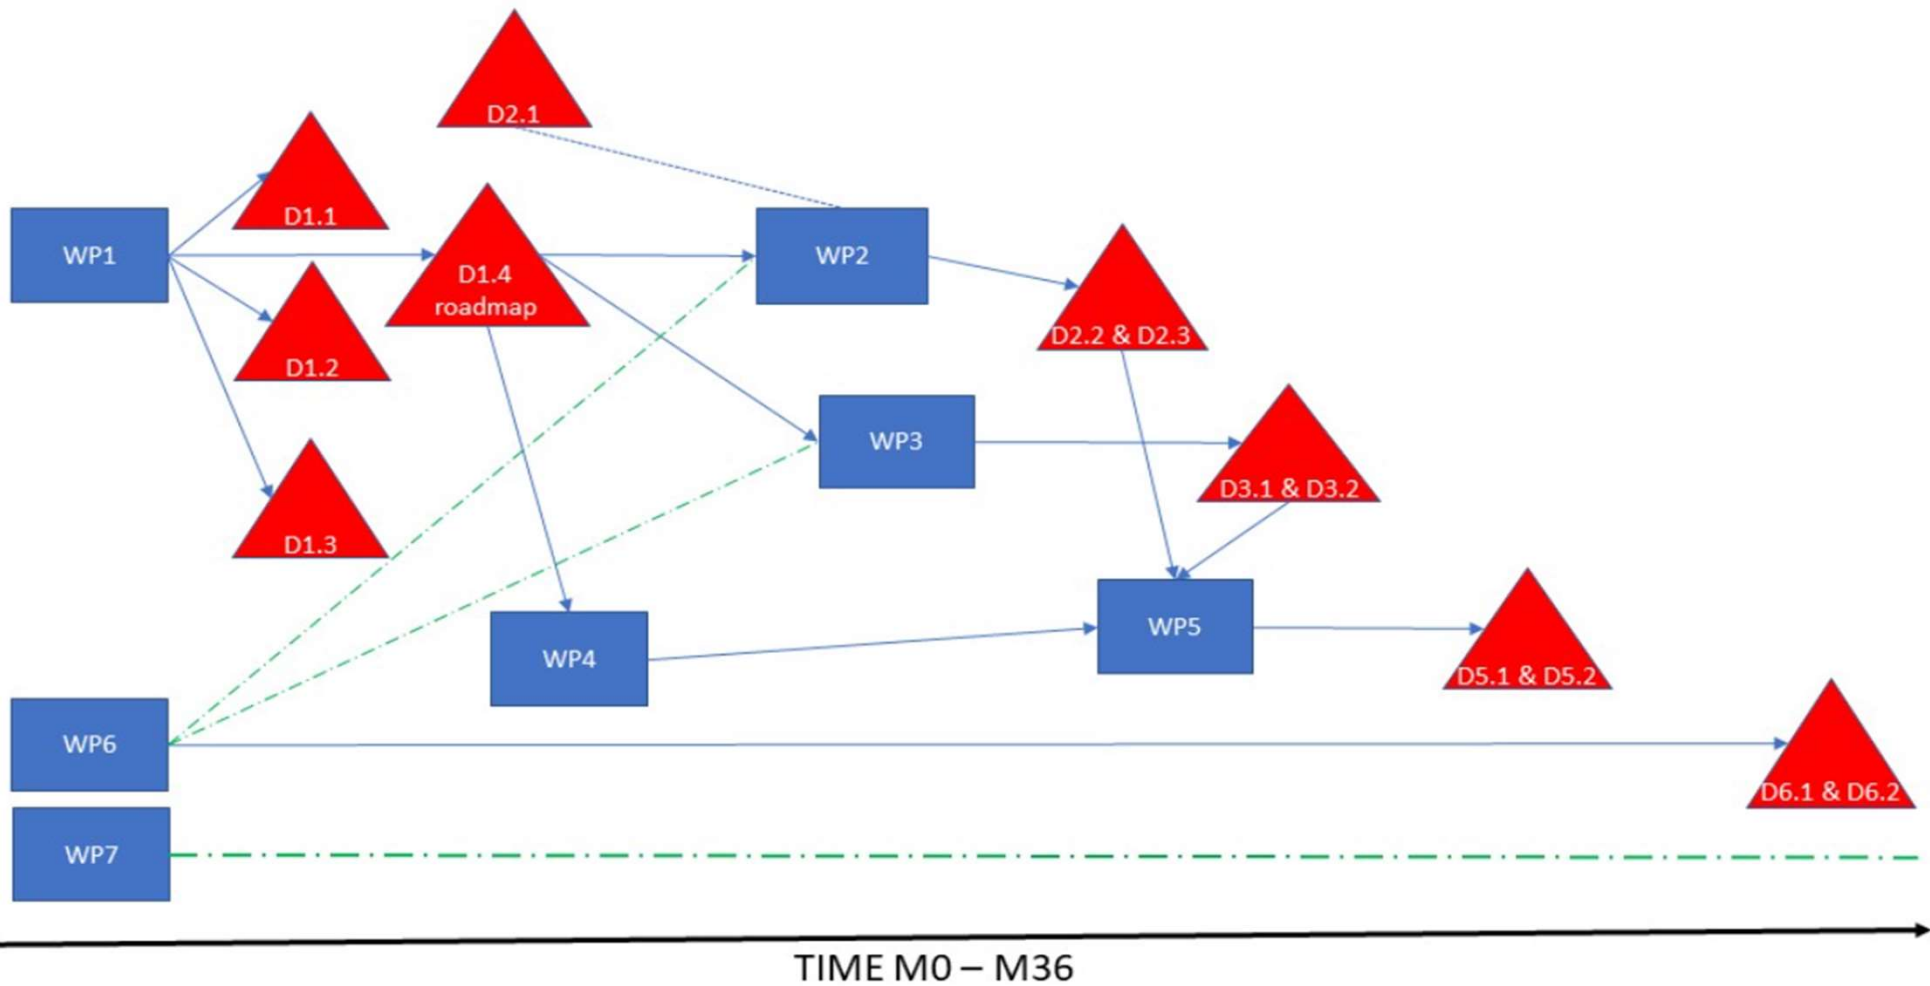 D2.1
D1.1
WP1
D1.4
roadmap
WP2
D1.2
D2.2 & D2.3
WP3
D3.1 & D3.2
D1.3
WP4
WP5
D5.1 & D5.2
WP6
D6.1 & D6.2
WP7
TIME M0 – M36